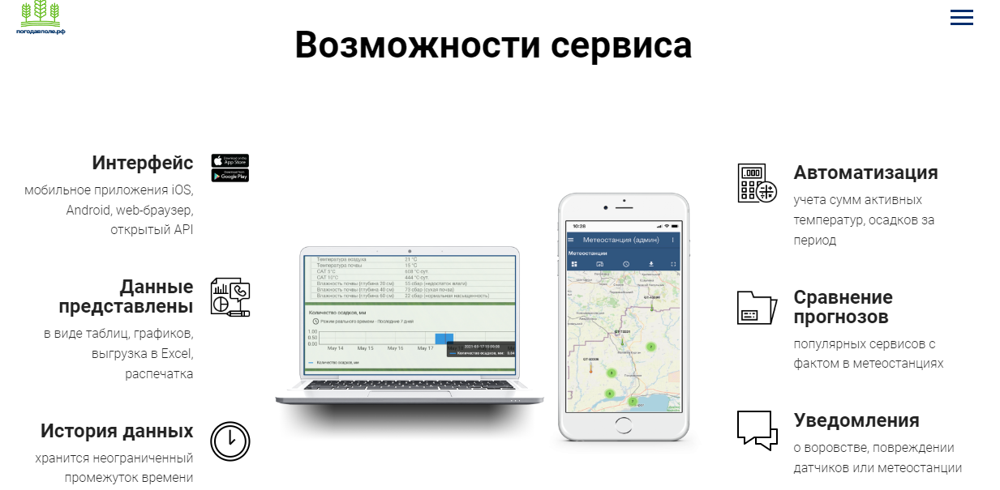 погодавполе.рф
Возможности сервиса
Интерфейс
мобильное приложения iOS,
Android, web-браузер,
открытый API
Download on the
App Store
Download from
Google Play
Данные
представлены
в виде таблиц, графиков,
выгрузка в Excel,
распечатка
История данных
хранится неограниченный
промежуток времени
Температура воздуха 21 °C
Температура почвы 15 °C
САТ 5°C 608 °C сут.
САТ 10°C 444 °C сут.
Влажность почвы (глубина 20 см) 55 сбар (недостаток влаги)
Влажность почвы (глубина 40 см) 73 сбар (сухая почва)
Влажность почвы (глубина 60 см) 22 сбар (нормальная насыщенность)
Количество осадков, мм
Режим реального времени - Последние 7 дней
1.00
0.50
0.00
May 14 May 15 May 16 May 17
Количество осадков, мм: 0.84
Количество осадков, мм
10:28
Метеостанция (админ)
Метеостанции
Автоматизация
учета сумм активных
температур, осадков за
период
.000
Сравнение
прогнозов
популярных сервисов с
фактом в метеостанциях
Уведомления
о воровстве, повреждении
датчиков или метеостанции